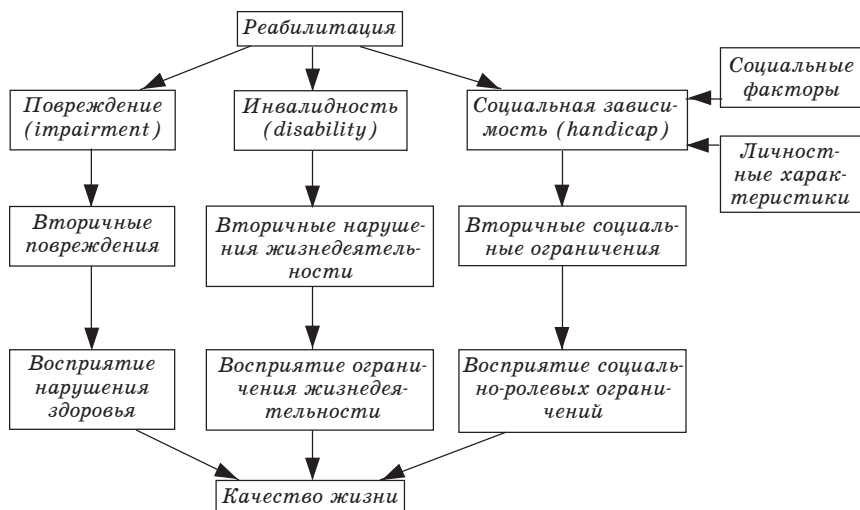 Реабилитация
Повреждение
(impairment)
Инвалидность
(disability)
Социальная зависи-
мость (handicap)
Социальные
факторы
Личност-
ные харак-
теристики
Вторичные
повреждения
Вторичные наруше-
ния жизнедеятель-
ности
Вторичные социаль-
ные ограничения
Восприятие
нарушения
здоровья
Восприятие ограни-
чения жизнедея-
тельности
Восприятие социаль-
но-ролевых ограни-
чений
Качество жизни